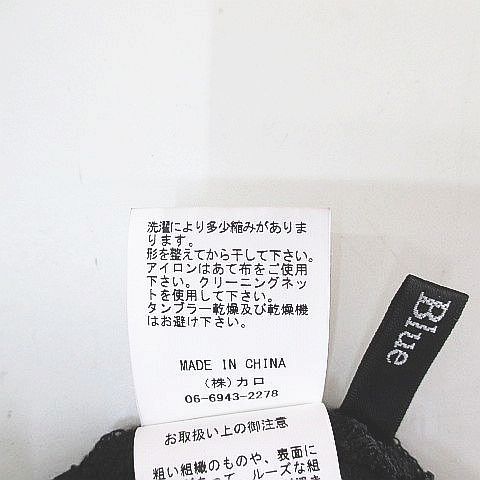 洗濯により多少縮みがありま
ります。
形を整えてから干して下さい。
アイロンはあて布をご使用
下さい。クリーニングネッ
トを使用して下さい。
タンブラー乾燥及び乾燥機
はお避け下さい。
MADE IN CHINA
(株)カロ
06-6943-2278
お取扱い上の御注意
粗い組織のものや、表面に
ルーズな組
Blue